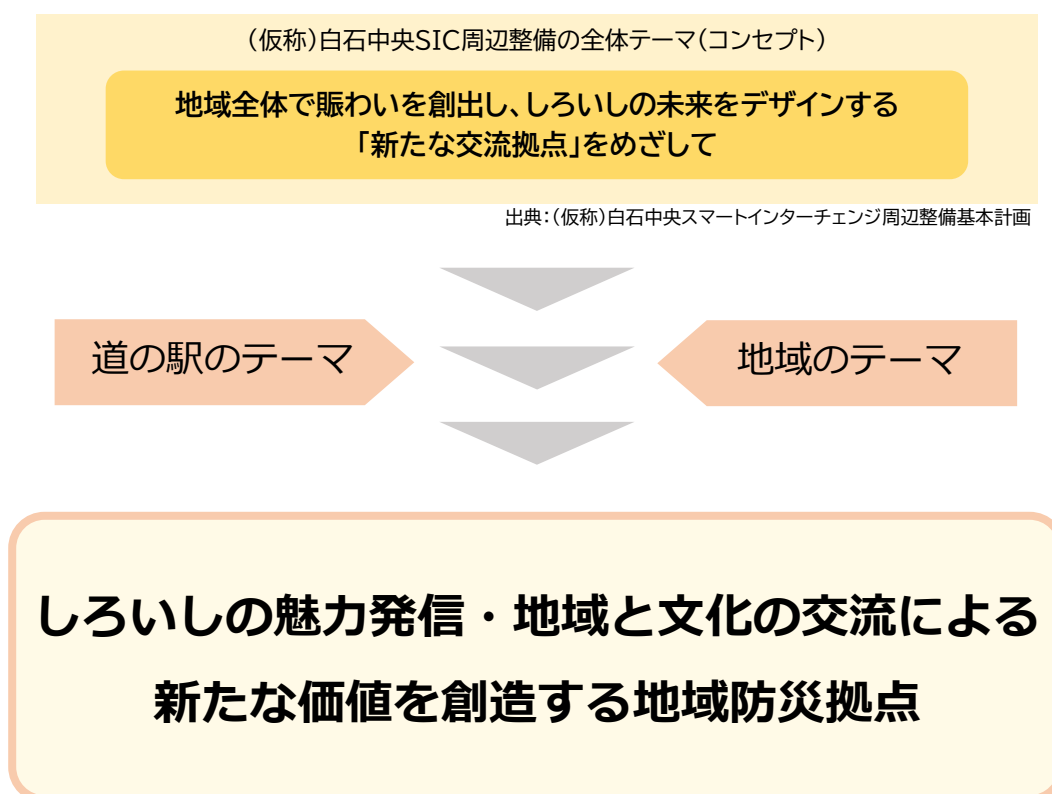 （仮称）白石中央SIC周辺整備の全体テーマ（コンセプト）
地域全体で賑わいを創出し、しろいしの未来をデザインする
「新たな交流拠点」をめざして
出典：（仮称）白石中央スマートインターチェンジ周辺整備基本計画
道の駅のテーマ
地域のテーマ
しろいしの魅力発信・地域と文化の交流による
新たな価値を創造する地域防災拠点